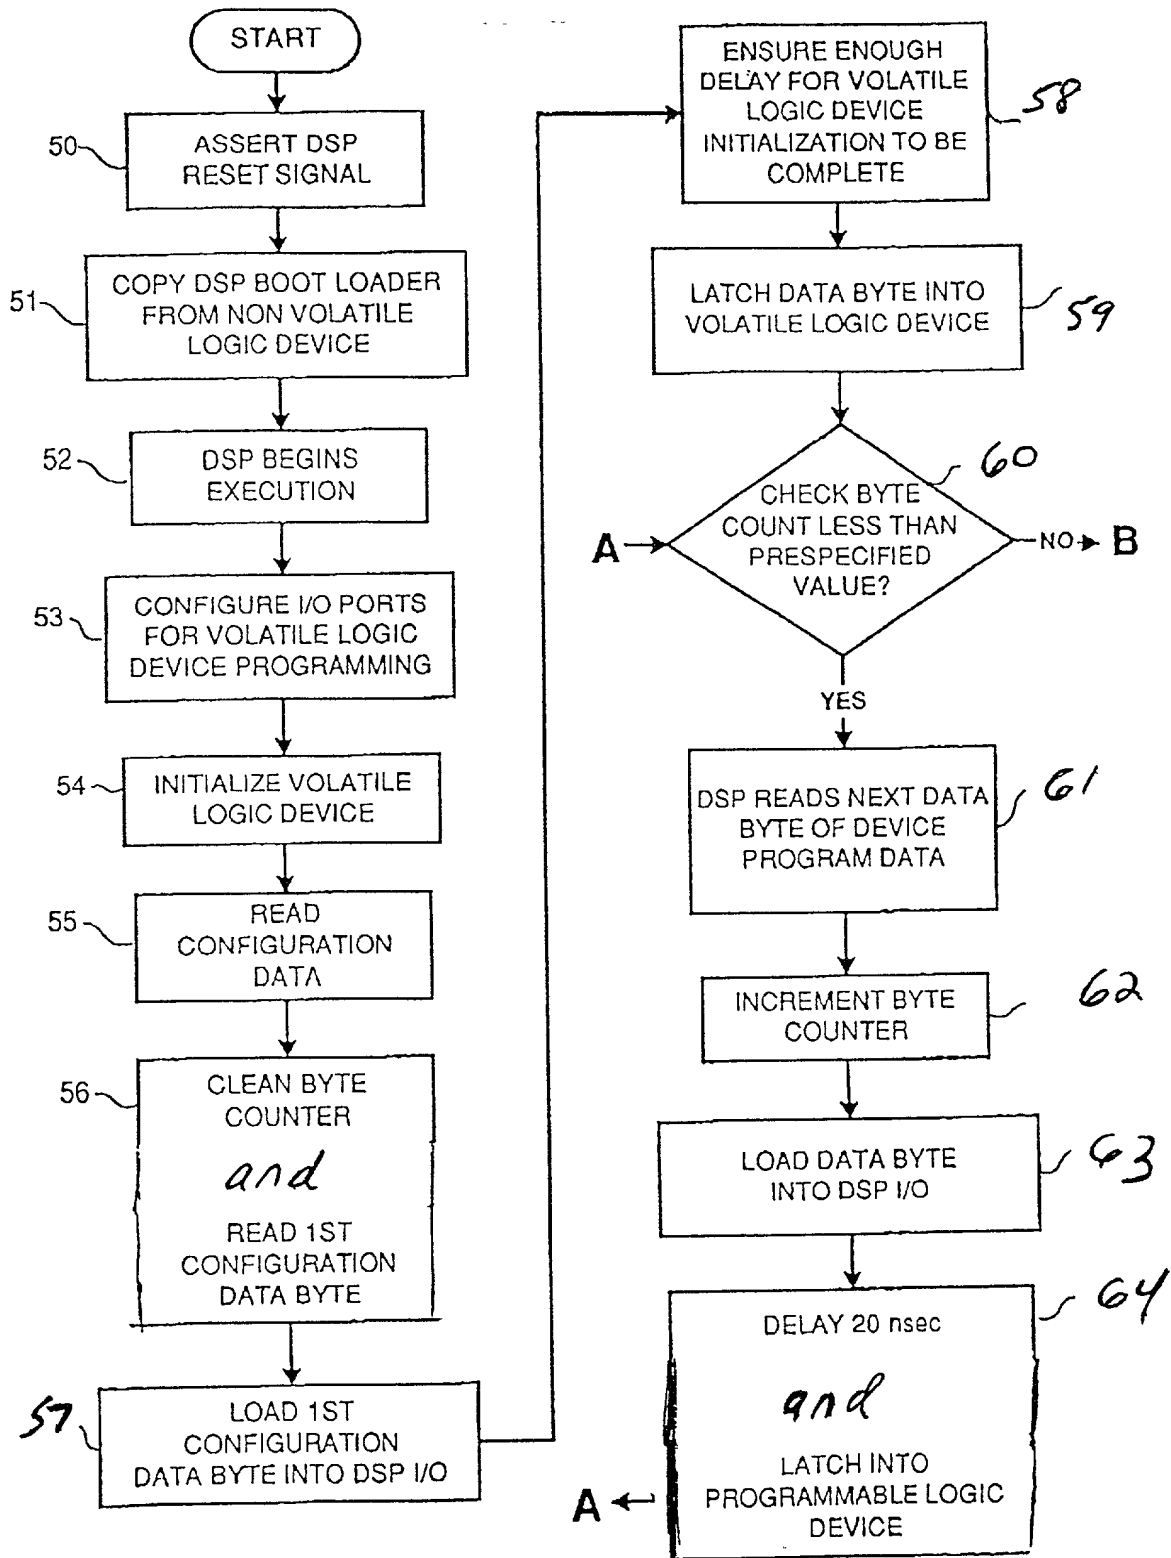 START
50
ASSERT DSP
RESET SIGNAL
51
COPY DSP BOOT LOADER
FROM NON VOLATILE
LOGIC DEVICE
52
DSP BEGINS
EXECUTION
53
CONFIGURE I/O PORTS
FOR VOLATILE LOGIC
DEVICE PROGRAMMING
54
INITIALIZE VOLATILE
LOGIC DEVICE
55
READ
CONFIGURATION
DATA
56
CLEAN BYTE
COUNTER
and
READ 1ST
CONFIGURATION
DATA BYTE
57
LOAD 1ST
CONFIGURATION
DATA BYTE INTO DSP I/O
ENSURE ENOUGH
DELAY FOR VOLATILE
LOGIC DEVICE
INITIALIZATION TO BE
COMPLETE
58
LATCH DATA BYTE INTO
VOLATILE LOGIC DEVICE
59
60
CHECK BYTE
COUNT LESS THAN
PRESPECIFIED
VALUE?
A
NO
B
YES
DSP READS NEXT DATA
BYTE OF DEVICE
PROGRAM DATA
61
INCREMENT BYTE
COUNTER
62
LOAD DATA BYTE
INTO DSP I/O
63
DELAY 20 nsec
and
LATCH INTO
PROGRAMMABLE LOGIC
DEVICE
64
A